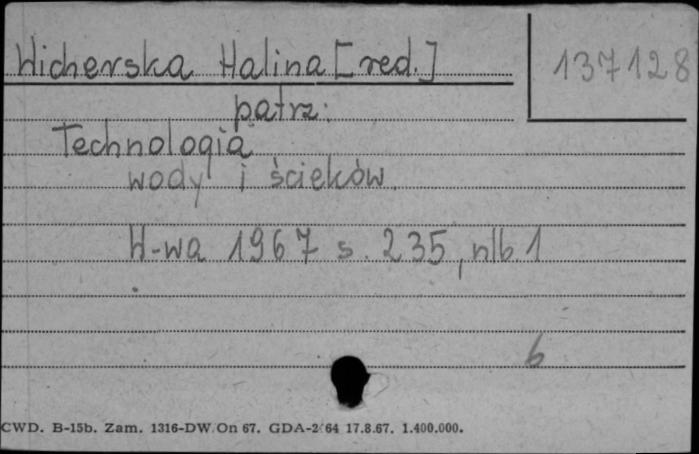 Wicherska Halina [red.]
137128
patrz:
Technologia
wody i ścieków.
W-wa 1967 s. 235, nlb 1
6
CWD. B-15b. Zam. 1316-DW/On 67. GDA-2/64 17.8.67. 1.400.000.